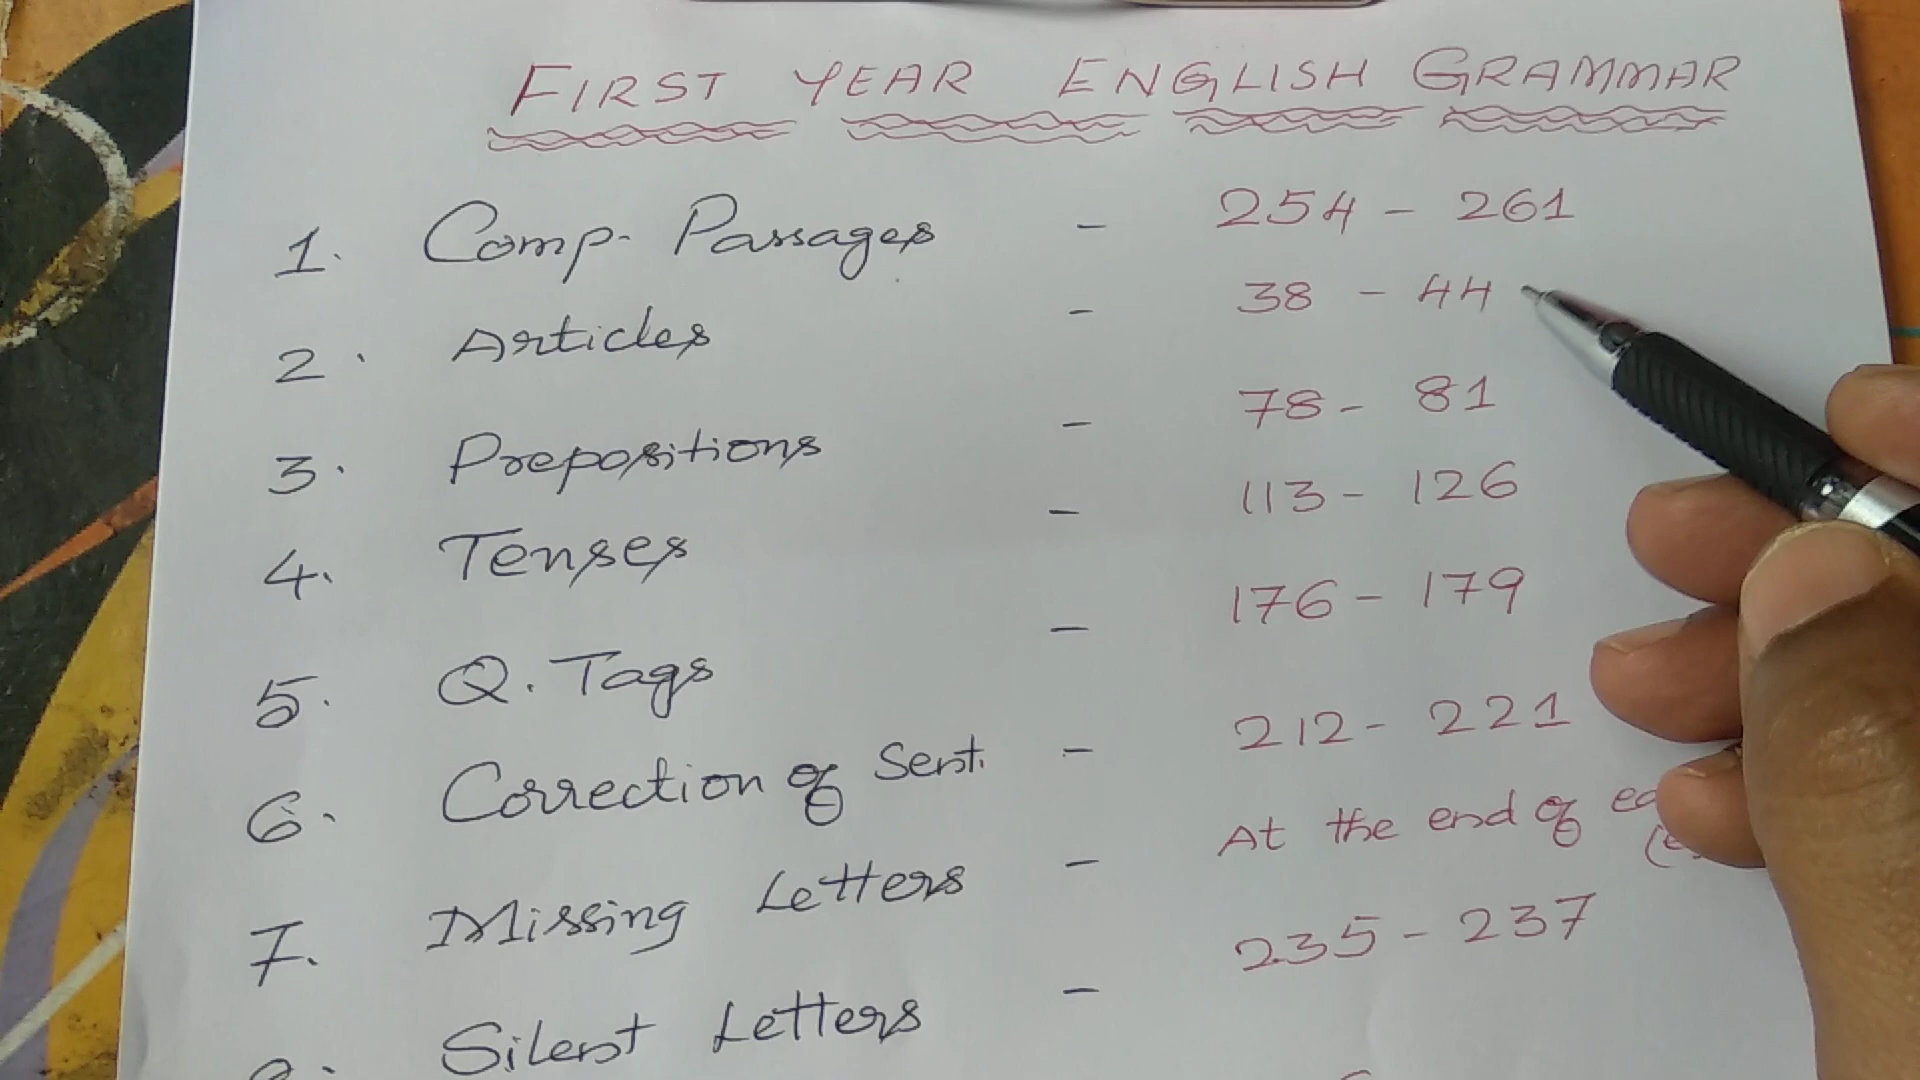 FIRST YEAR ENGLISH GRAMMAR
1. Comp. Passages - 254 - 261
2. Articles - 38 - 44
3. Prepositions - 78 - 81
4. Tenses - 113 - 126
5. Q. Tags - 176 - 179
6. Correction of Sent. - 212 - 221
7. Missing Letters - At the end of
Silent Letters - 235 - 237